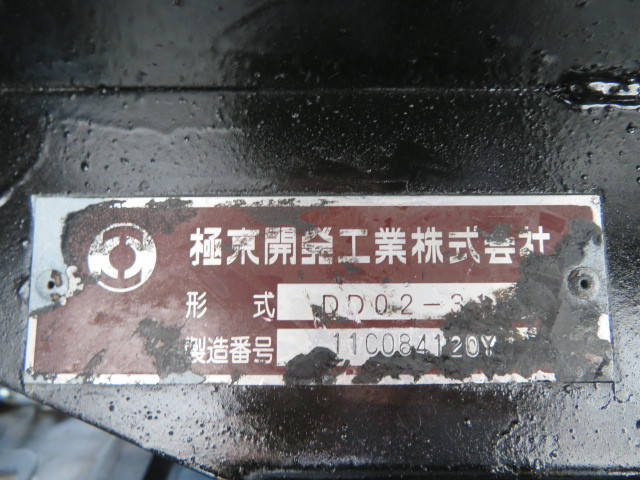 極東開発工業株式会社
形 式 DD02-3
製造番号 11C084120Y